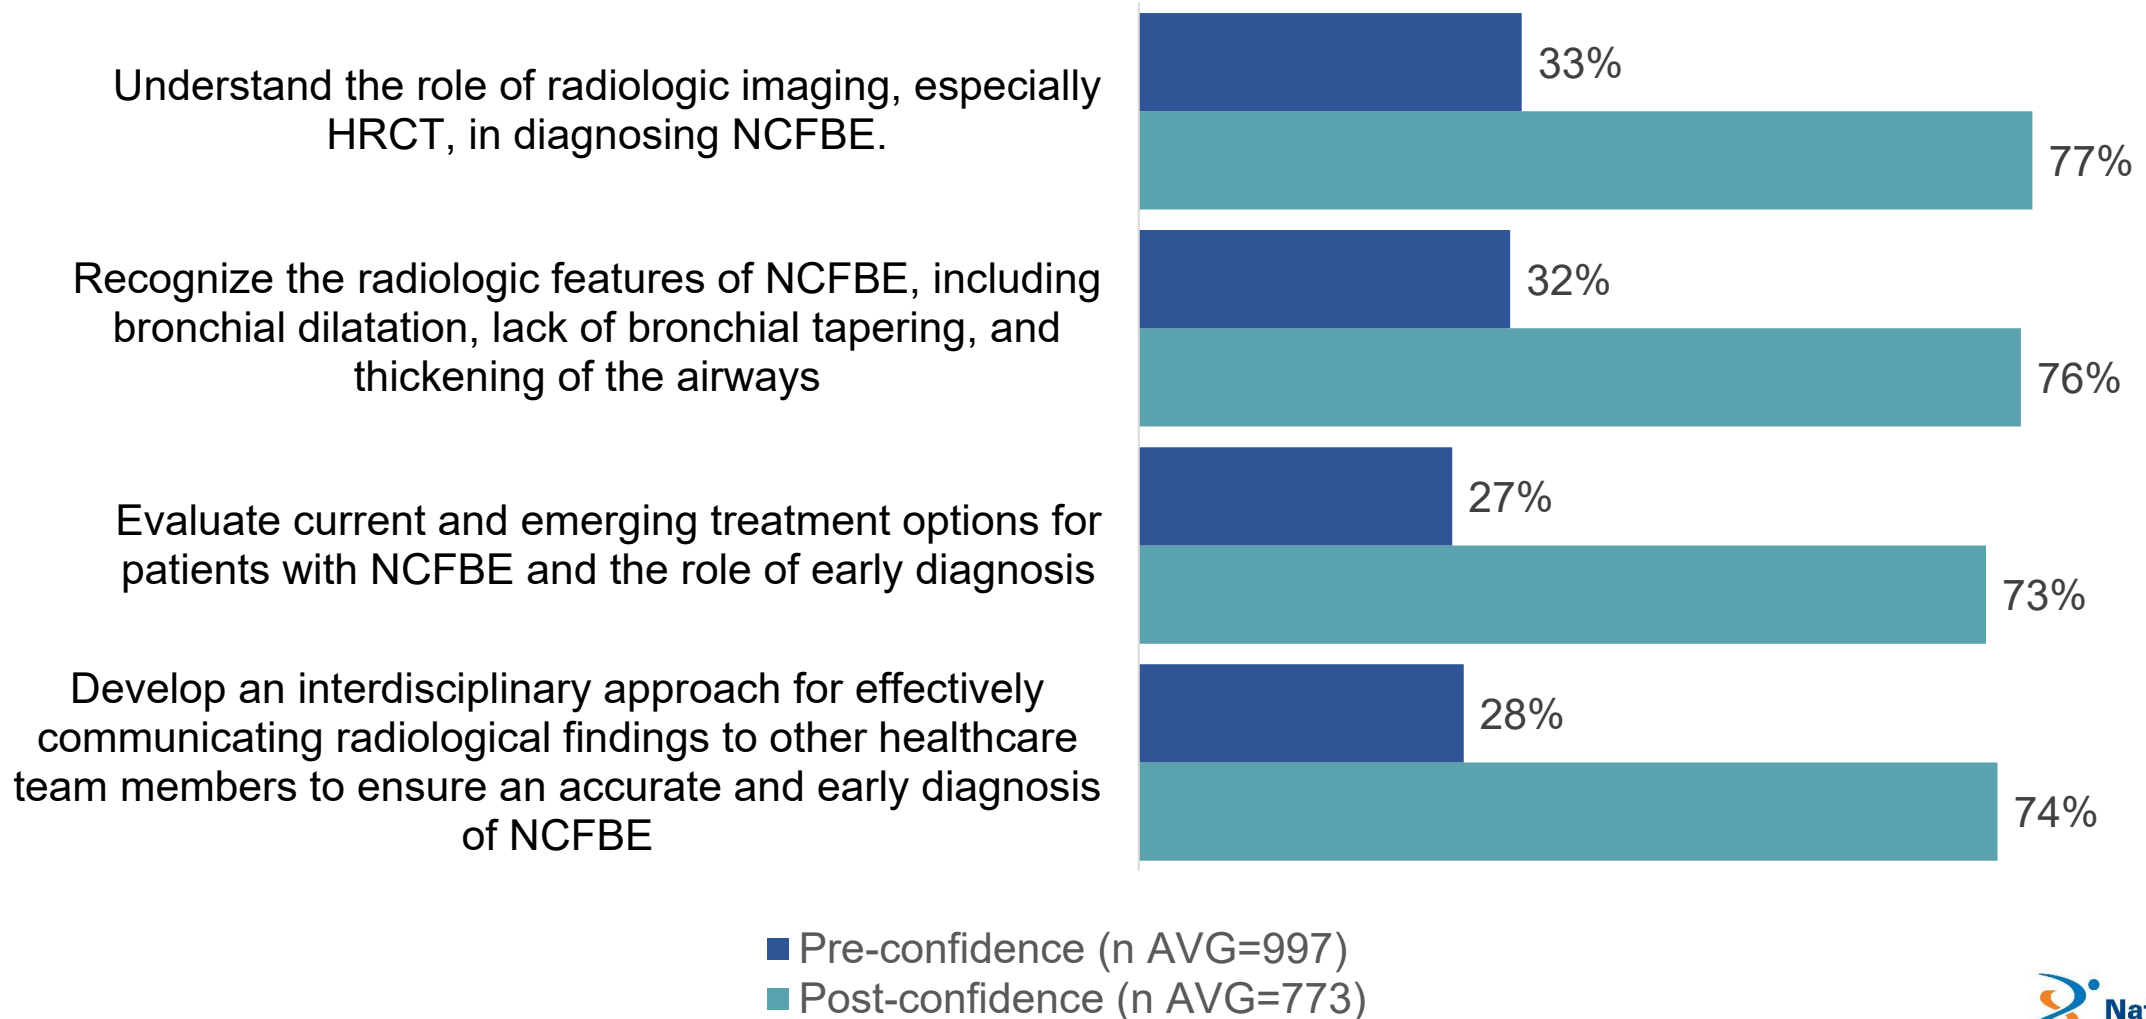 Understand the role of radiologic imaging, especially
HRCT, in diagnosing NCFBE.
33%
77%
Recognize the radiologic features of NCFBE, including
bronchial dilatation, lack of bronchial tapering, and
thickening of the airways
32%
76%
Evaluate current and emerging treatment options for
patients with NCFBE and the role of early diagnosis
27%
73%
Develop an interdisciplinary approach for effectively
communicating radiological findings to other healthcare
team members to ensure an accurate and early diagnosis
of NCFBE
28%
74%
Pre-confidence (n AVG=997)
Post-confidence (n AVG=773)